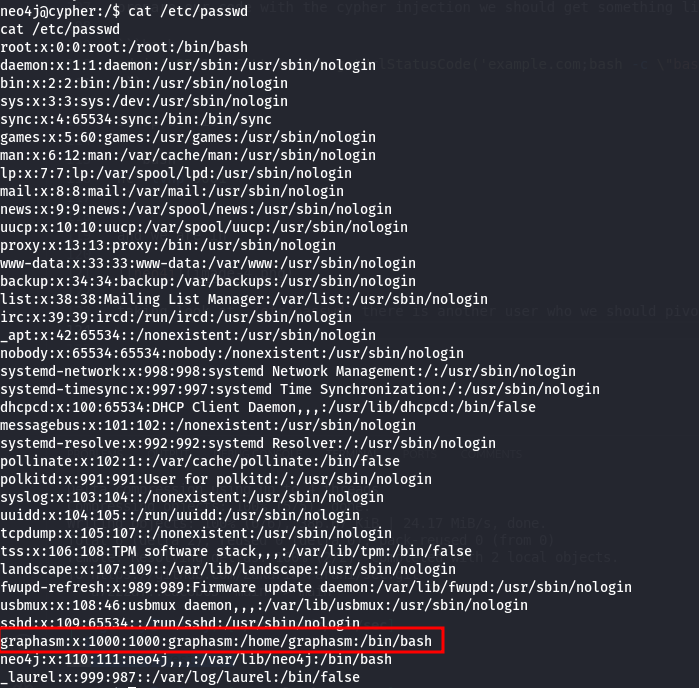 neo4j@cypher:/$ cat /etc/passwd
cat /etc/passwd
root:x:0:0:root:/root:/bin/bash
daemon:x:1:1:daemon:/usr/sbin:/usr/sbin/nologin
bin:x:2:2:bin:/bin:/usr/sbin/nologin
sys:x:3:3:sys:/dev:/usr/sbin/nologin
sync:x:4:65534:sync:/bin:/bin/sync
games:x:5:60:games:/usr/games:/usr/sbin/nologin
man:x:6:12:man:/var/cache/man:/usr/sbin/nologin
lp:x:7:7:lp:/var/spool/lpd:/usr/sbin/nologin
mail:x:8:8:mail:/var/mail:/usr/sbin/nologin
news:x:9:9:news:/var/spool/news:/usr/sbin/nologin
uucp:x:10:10:uucp:/var/spool/uucp:/usr/sbin/nologin
proxy:x:13:13:proxy:/bin:/usr/sbin/nologin
www-data:x:33:33:www-data:/var/www:/usr/sbin/nologin
backup:x:34:34:backup:/var/backups:/usr/sbin/nologin
list:x:38:38:Mailing List Manager:/var/list:/usr/sbin/nologin
irc:x:39:39:ircd:/run/ircd:/usr/sbin/nologin
_apt:x:42:65534::/nonexistent:/usr/sbin/nologin
nobody:x:65534:65534:nobody:/nonexistent:/usr/sbin/nologin
systemd-network:x:998:998:systemd Network Management:/:/usr/sbin/nologin
systemd-timesync:x:997:997:systemd Time Synchronization:/:/usr/sbin/nologin
dhcpcd:x:100:65534:DHCP Client Daemon,,,:/usr/lib/dhcpcd:/bin/false
messagebus:x:101:102::/nonexistent:/usr/sbin/nologin
systemd-resolve:x:992:992:systemd Resolver:/:/usr/sbin/nologin
pollinate:x:102:1::/var/cache/pollinate:/bin/false
polkitd:x:991:991:User for polkitd:/:/usr/sbin/nologin
syslog:x:103:104::/nonexistent:/usr/sbin/nologin
uuidd:x:104:105::/run/uuidd:/usr/sbin/nologin
tcpdump:x:105:107::/nonexistent:/usr/sbin/nologin
tss:x:106:108:TPM software stack,,,:/var/lib/tpm:/bin/false
landscape:x:107:109::/var/lib/landscape:/usr/sbin/nologin
fwupd-refresh:x:989:989:Firmware update daemon:/var/lib/fwupd:/usr/sbin/nologin
usbmux:x:108:46:usbmux daemon,,,:/var/lib/usbmux:/usr/sbin/nologin
sshd:x:109:65534::/run/sshd:/usr/sbin/nologin
graphasm:x:1000:1000:graphasm:/home/graphasm:/bin/bash
neo4j:x:110:111:neo4j,,,:/var/lib/neo4j:/bin/bash
_laurel:x:999:987::/var/log/laurel:/bin/false